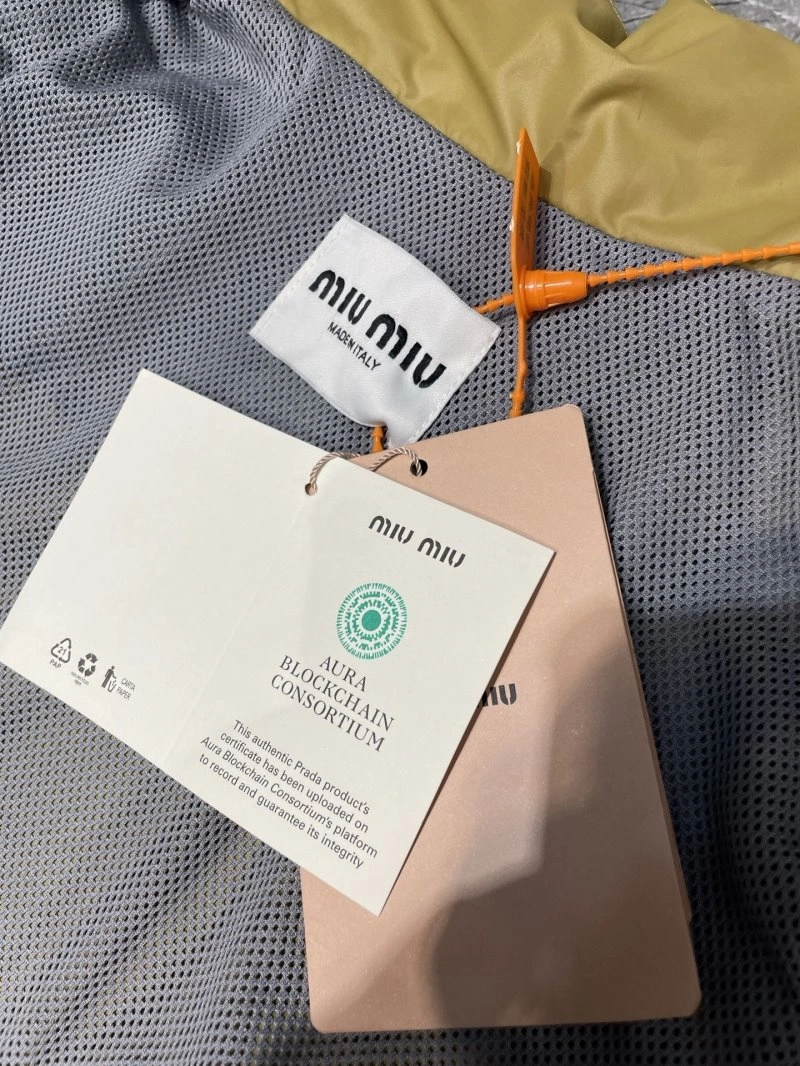 MIU MIU
MADE IN ITALY
MIU MIU
AURA
BLOCKCHAIN
CONSORTIUM
This authentic Prada product's
certificate has been uploaded on
Aura Blockchain Consortium's platform
to record and guarantee its integrity
21
PAP
CARTA
PAPER
IU